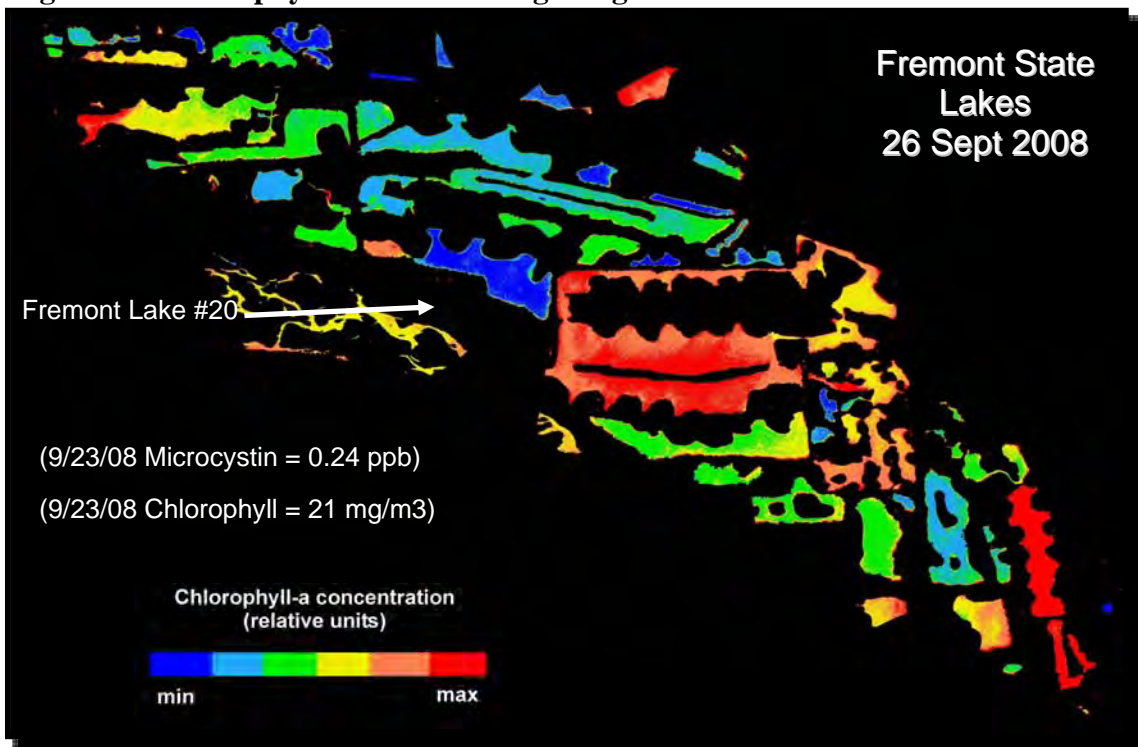 Fremont State
Lakes
26 Sept 2008
Fremont Lake #20
(9/23/08 Microcystin = 0.24 ppb)
(9/23/08 Chlorophyll = 21 mg/m3)
Chlorophyll-a concentration
(relative units)
min max